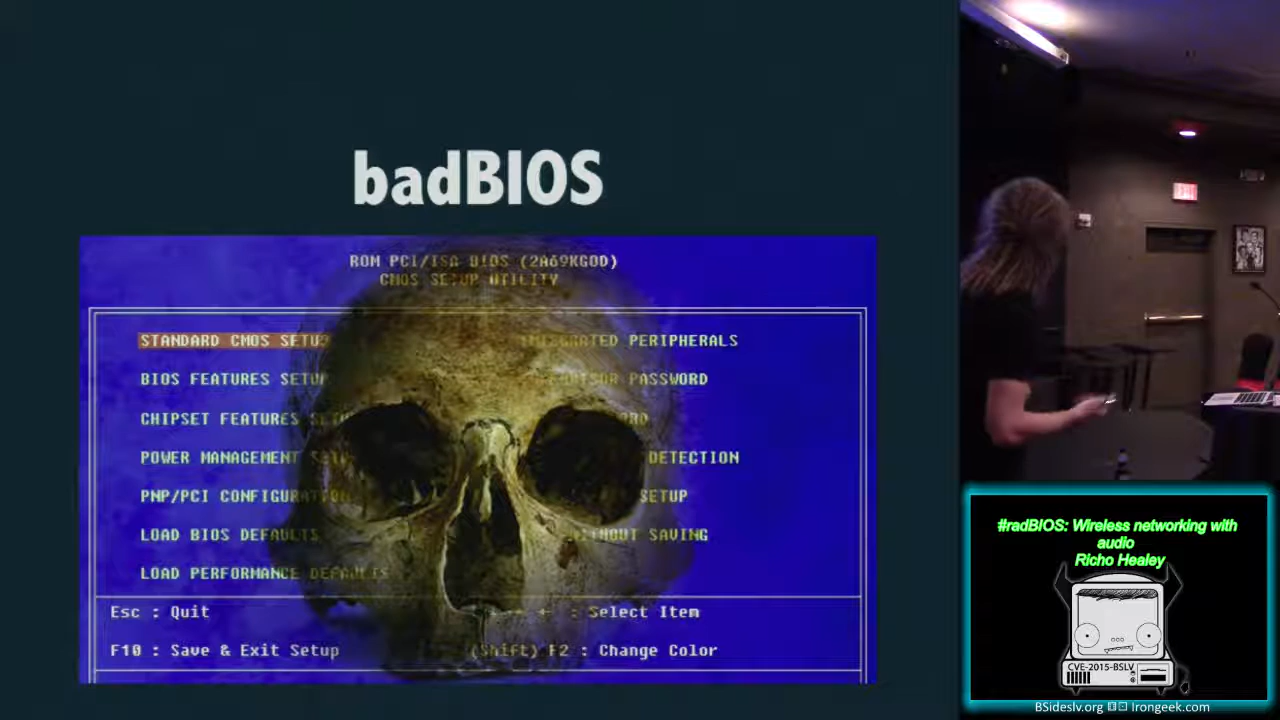 badBIOS
ROM PCI/ISA BIOS (2A69KG0D)
CMOS SETUP UTILITY
STANDARD CMOS SETUP
INTEGRATED PERIPHERALS
BIOS FEATURES SETUP
PASSWORD
CHIPSET FEATURES SETUP
POWER MANAGEMENT SETUP
DETECTION
PNP/PCI CONFIGURATION
SETUP
LOAD BIOS DEFAULTS
WITHOUT SAVING
LOAD PERFORMANCE DEFAULTS
Esc : Quit
← : Select Item
F10 : Save & Exit Setup
(Shift) F2 : Change Color
#radBIOS: Wireless networking with
audio
Richo Healey
CVE-2015-BSLV
BSideslv.org Irongeek.com